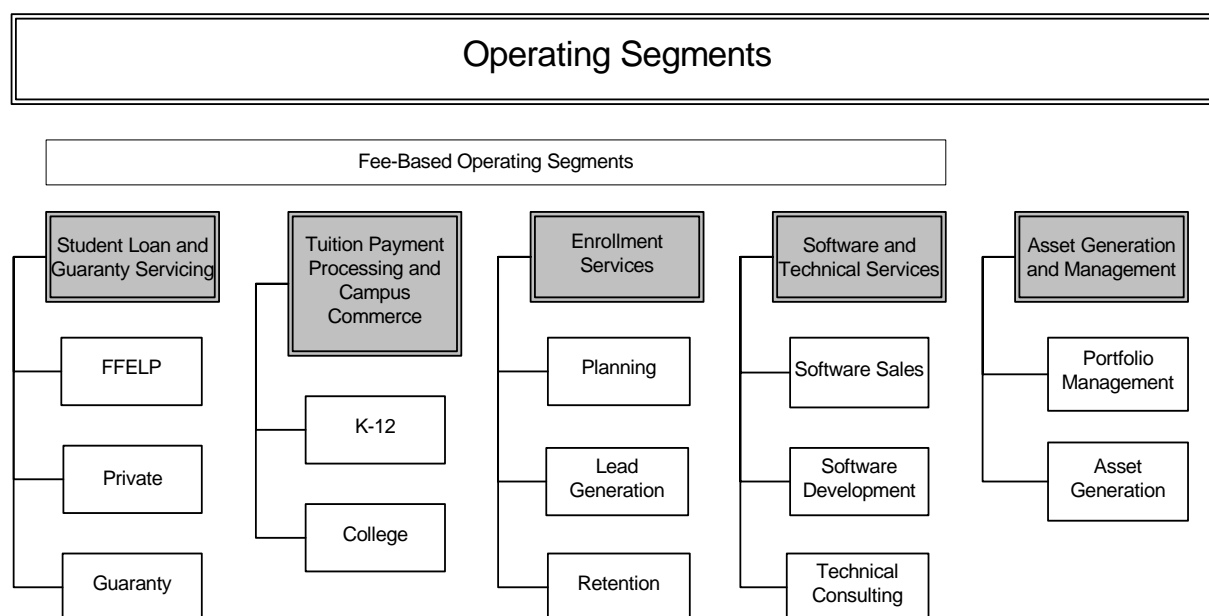 Operating Segments
Fee-Based Operating Segments
Student Loan and
Guaranty Servicing
FFELP
Private
Guaranty
Tuition Payment
Processing and
Campus
Commerce
K-12
College
Enrollment
Services
Planning
Lead
Generation
Retention
Software and
Technical Services
Software Sales
Software
Development
Technical
Consulting
Asset Generation
and Management
Portfolio
Management
Asset
Generation